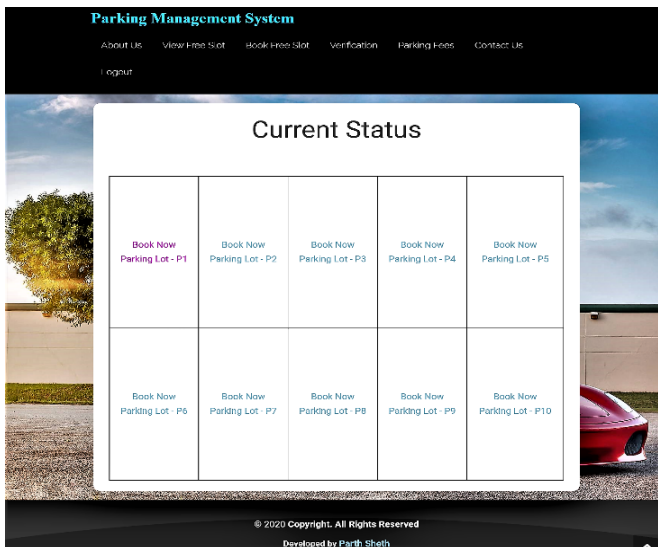 Parking Management System
About Us View Free Slot Book Free Slot Verification Parking Fees Contact Us
Logout
Current Status
Book Now Book Now Book Now Book Now Book Now
Parking Lot - P1 Parking Lot - P2 Parking Lot - P3 Parking Lot - P4 Parking Lot - P5
Book Now Book Now Book Now Book Now Book Now
Parking Lot - P6 Parking Lot - P7 Parking Lot - P8 Parking Lot - P9 Parking Lot - P10
© 2020 Copyright. All Rights Reserved
Developed by Parth Sheth